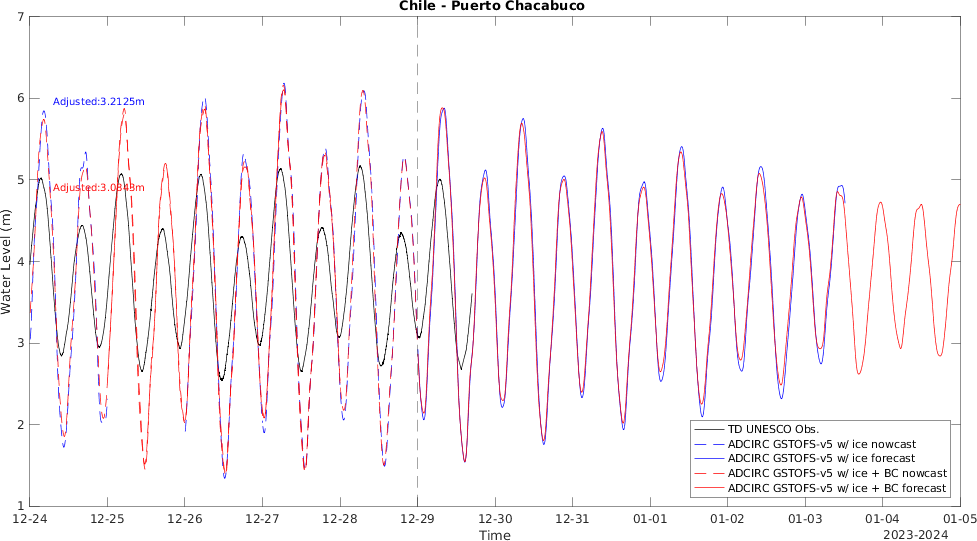 Chile - Puerto Chacabuco
7
6
5
4
3
2
1
Water Level (m)
Adjusted:3.2125m
Adjusted:3.0343m
TD UNESCO Obs.
ADCIRC GSTOFS-v5 w/ ice nowcast
ADCIRC GSTOFS-v5 w/ ice forecast
ADCIRC GSTOFS-v5 w/ ice + BC nowcast
ADCIRC GSTOFS-v5 w/ ice + BC forecast
12-24 12-25 12-26 12-27 12-28 12-29 12-30 12-31 01-01 01-02 01-03 01-04 01-05
Time
2023-2024